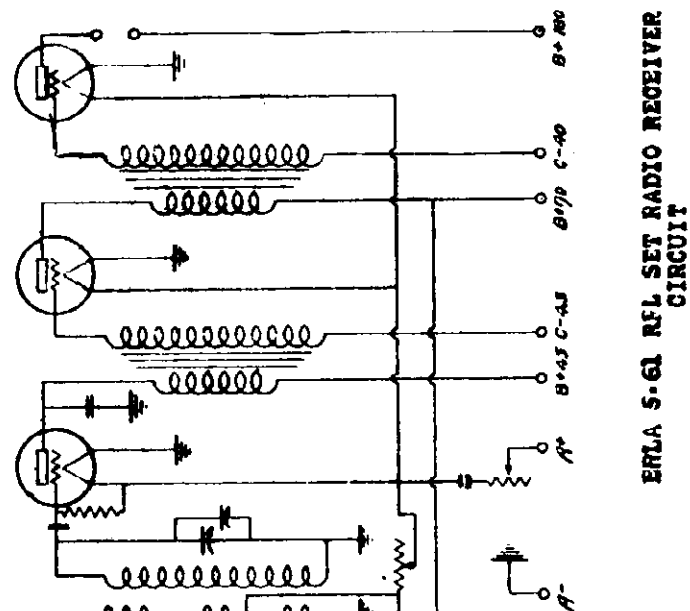 ERLA S-61 RFL SET RADIO RECEIVER
CIRCUIT
B+ 180
C-40
B+90
C-4.5
B+45
A+
A-